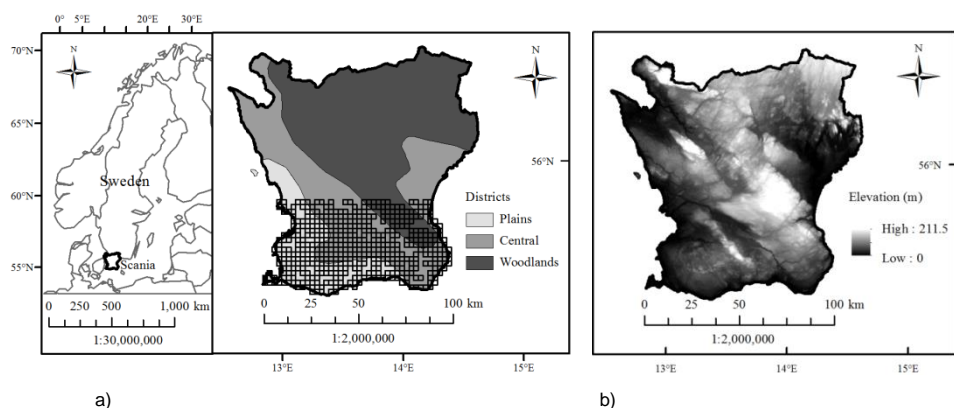 0° 5°E 10°E 20°E 30°E
a)
b)
N
70°N
65°N
60°N
55°N
Sweden
Scania
0 250 500 1,000 km
1:30,000,000
N
56°N
Districts
Plains
Central
Woodlands
0 25 50 100 km
1:2,000,000
13°E 14°E 15°E
N
56°N
Elevation (m)
High : 211.5
Low : 0
0 25 50 100 km
1:2,000,000
13°E 14°E 15°E
a)
b)